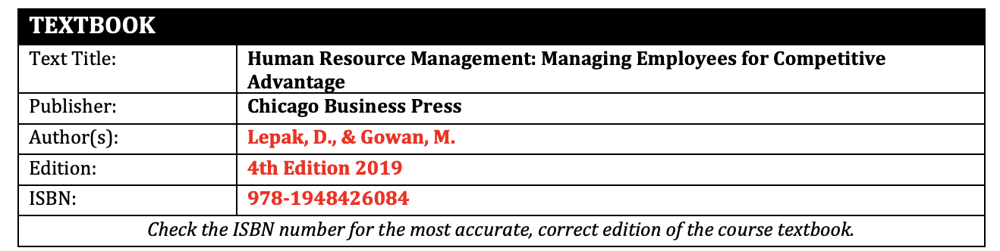 TEXTBOOK
Text Title: Human Resource Management: Managing Employees for Competitive
Advantage
Publisher: Chicago Business Press
Author(s): Lepak, D., & Gowan, M.
Edition: 4th Edition 2019
ISBN: 978-1948426084
Check the ISBN number for the most accurate, correct edition of the course textbook.